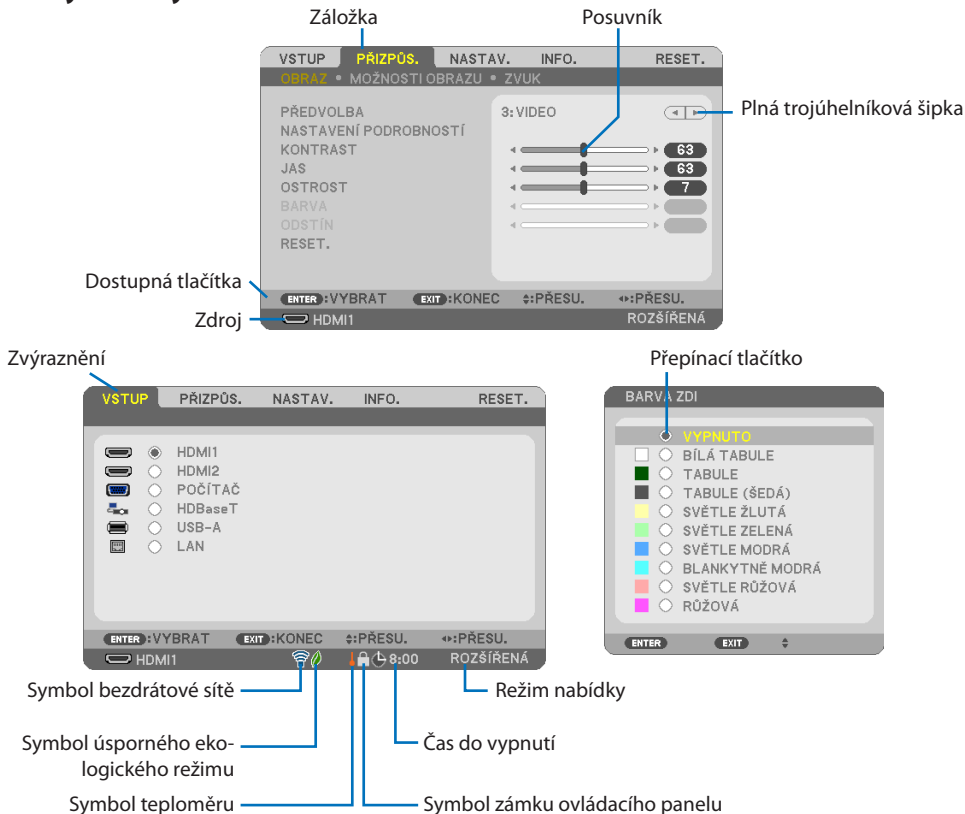 Záložka
Posuvník
VSTUP PŘIZPŮS. NASTAV. INFO. RESET.
OBRAZ • MOŽNOSTI OBRAZU • ZVUK
PŘEDVOLBA 3:VIDEO
Plná trojúhelníková šipka
NASTAVENÍ PODROBNOSTÍ
KONTRAST 63
JAS 63
OSTROST 7
BARVA
ODSTÍN
RESET.
Dostupná tlačítka
ENTER :VYBRAT EXIT :KONEC :PŘESU. :PŘESU.
Zdroj
HDMI1 ROZŠÍŘENÁ
Zvýraznění
VSTUP PŘIZPŮS. NASTAV. INFO. RESET.
HDMI1
HDMI2
POČÍTAČ
HDBaseT
USB-A
LAN
ENTER :VYBRAT EXIT :KONEC :PŘESU. :PŘESU.
HDMI1 8:00 ROZŠÍŘENÁ
Přepínací tlačítko
BARVA ZDI
VYPNUTO
BÍLÁ TABULE
TABULE
TABULE (ŠEDÁ)
SVĚTLE ŽLUTÁ
SVĚTLE ZELENÁ
SVĚTLE MODRÁ
BLANKYTNĚ MODRÁ
SVĚTLE RŮŽOVÁ
RŮŽOVÁ
ENTER EXIT
Symbol bezdrátové sítě
Režim nabídky
Symbol úsporného eko-
logického režimu
Čas do vypnutí
Symbol teploměru
Symbol zámku ovládacího panelu